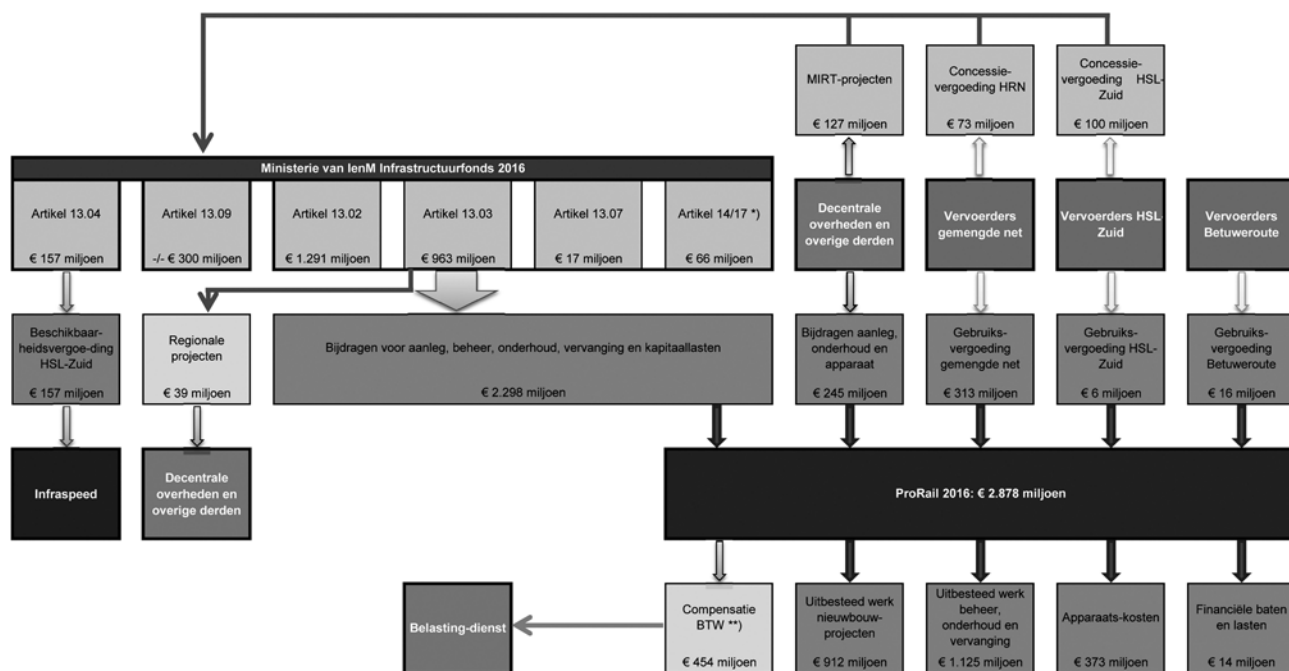 MIRT-projecten
€ 127 miljoen
Concessie-
vergoeding HRN
€ 73 miljoen
Concessie-
vergoeding HSL-
Zuid
€ 100 miljoen
Ministerie van IenM Infrastructuurfonds 2016
Artikel 13.04
€ 157 miljoen
Artikel 13.09
-/- € 300 miljoen
Artikel 13.02
€ 1.291 miljoen
Artikel 13.03
€ 963 miljoen
Artikel 13.07
€ 17 miljoen
Artikel 14/17 *)
€ 66 miljoen
Decentrale
overheden en
overige derden
Vervoerders
gemengde net
Vervoerders HSL-
Zuid
Vervoerders
Betuweroute
Beschikbaar-
heidsvergoe-ding
HSL-Zuid
€ 157 miljoen
Regionale
projecten
€ 39 miljoen
Bijdragen voor aanleg, beheer, onderhoud, vervanging en kapitaallasten
€ 2.298 miljoen
Bijdragen aanleg,
onderhoud en
apparaat
€ 245 miljoen
Gebruiks-
vergoeding
gemengde net
€ 313 miljoen
Gebruiks-
vergoeding HSL-
Zuid
€ 6 miljoen
Gebruiks-
vergoeding
Betuweroute
€ 16 miljoen
Infraspeed
Decentrale
overheden en
overige derden
ProRail 2016: € 2.878 miljoen
Belasting-dienst
Compensatie
BTW **)
€ 454 miljoen
Uitbesteed werk
nieuwbouw-
projecten
€ 912 miljoen
Uitbesteed werk
beheer,
onderhoud en
vervanging
€ 1.125 miljoen
Apparaats-kosten
€ 373 miljoen
Financiële baten
en lasten
€ 14 miljoen